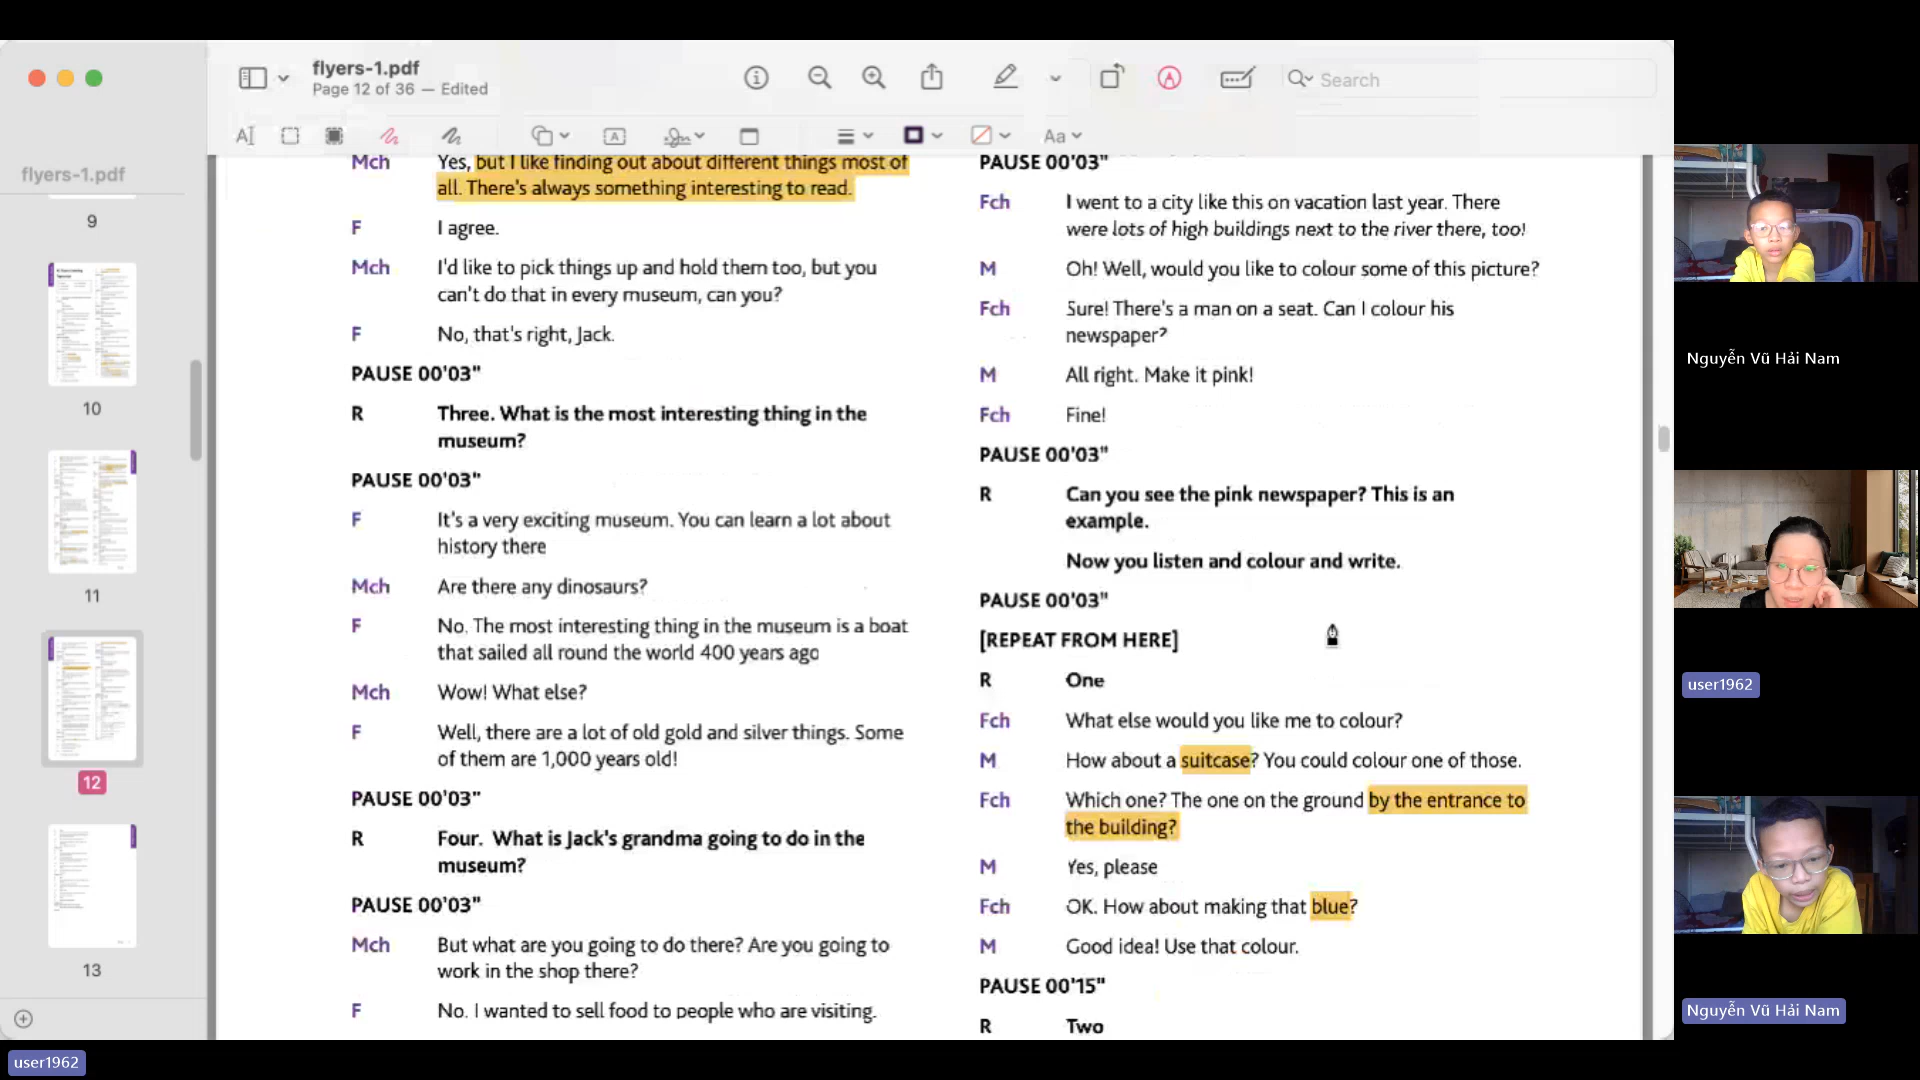 flyers-1.pdf
Page 12 of 36 — Edited
Search
Aa
flyers-1.pdf
9
10
11
12
13
Mch Yes, but I like finding out about different things most of
all. There's always something interesting to read.
F I agree.
Mch I'd like to pick things up and hold them too, but you
can't do that in every museum, can you?
F No, that's right, Jack.
PAUSE 00'03"
R Three. What is the most interesting thing in the
museum?
PAUSE 00'03"
F It's a very exciting museum. You can learn a lot about
history there
Mch Are there any dinosaurs?
F No. The most interesting thing in the museum is a boat
that sailed all round the world 400 years ago
Mch Wow! What else?
F Well, there are a lot of old gold and silver things. Some
of them are 1,000 years old!
PAUSE 00'03"
R Four. What is Jack's grandma going to do in the
museum?
PAUSE 00'03"
Mch But what are you going to do there? Are you going to
work in the shop there?
F No. I wanted to sell food to people who are visiting.
PAUSE 00'03"
Fch I went to a city like this on vacation last year. There
were lots of high buildings next to the river there, too!
M Oh! Well, would you like to colour some of this picture?
Fch Sure! There's a man on a seat. Can I colour his
newspaper?
M All right. Make it pink!
Fch Fine!
PAUSE 00'03"
R Can you see the pink newspaper? This is an
example.
Now you listen and colour and write.
PAUSE 00'03"
[REPEAT FROM HERE]
R One
Fch What else would you like me to colour?
M How about a suitcase? You could colour one of those.
Fch Which one? The one on the ground by the entrance to
the building?
M Yes, please
Fch OK. How about making that blue?
M Good idea! Use that colour.
PAUSE 00'15"
R Two
Nguyễn Vũ Hải Nam
user1962
Nguyễn Vũ Hải Nam
user1962